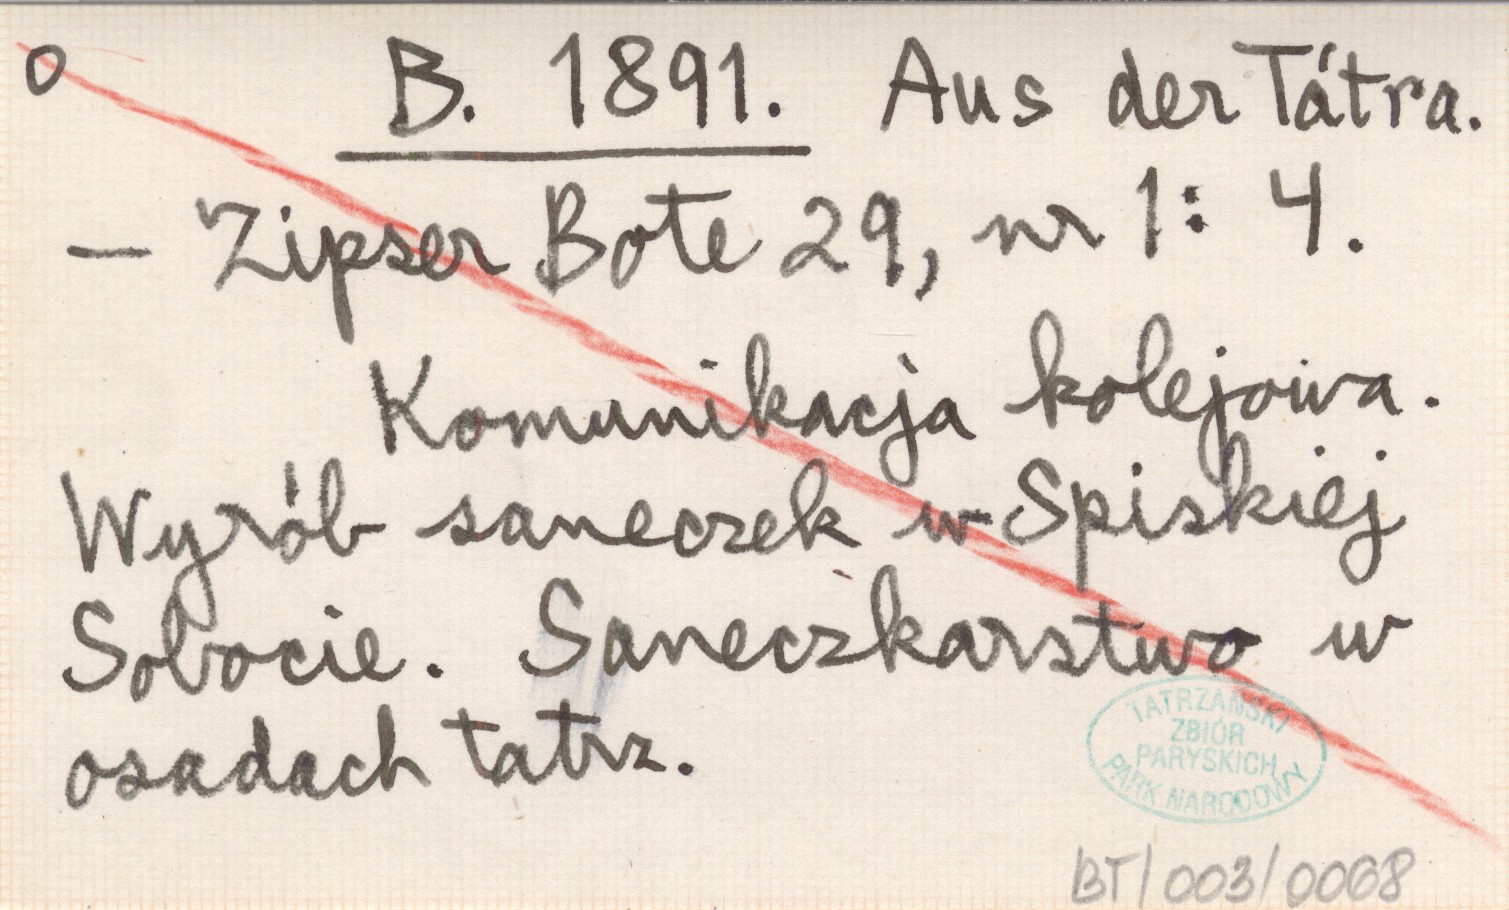 o B. 1891. Aus der Tátra.
— Zipser Bote 29, nr 1: 4.
Komunikacja kolejowa.
Wyrób saneczek w Spiskiej
Sobocie. Saneczkarstwo w
osadach tatrz.
TATRZAŃSKI
ZBIÓR
PARYSKICH
PARK NARODOWY
BT/003/0068